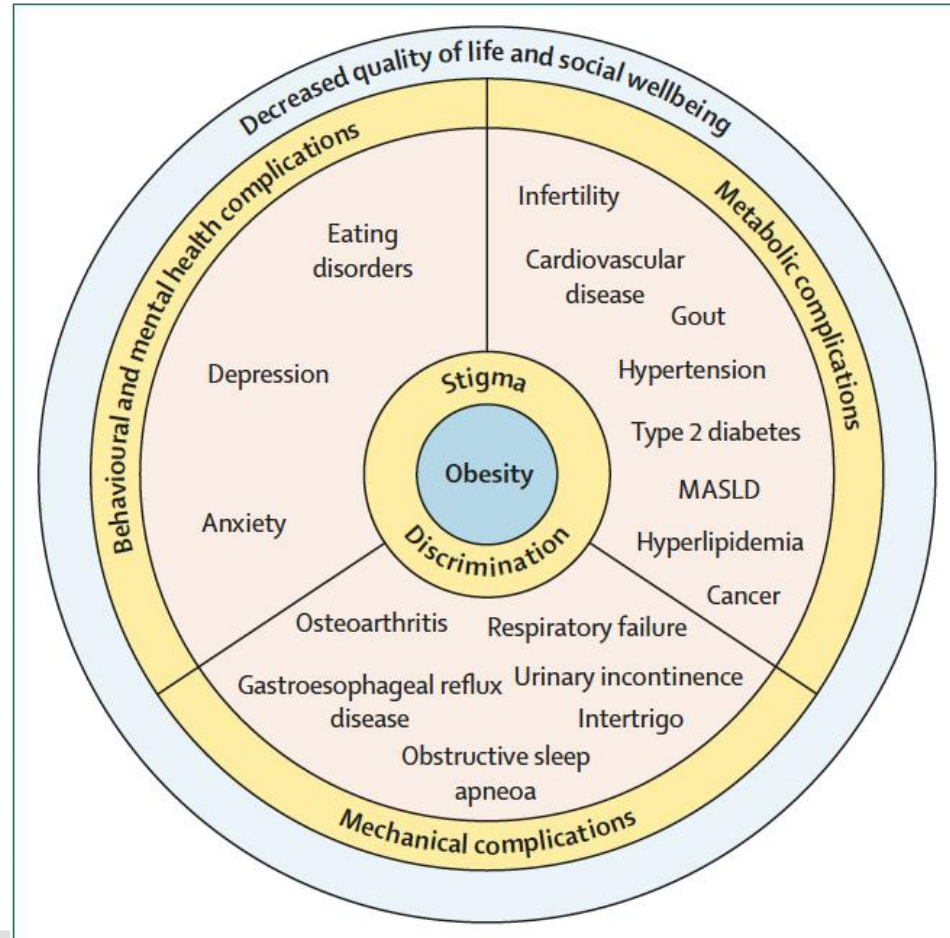 Decreased quality of life and social wellbeing
Behavioural and mental health complications
Metabolic complications
Eating
disorders
Depression
Anxiety
Infertility
Cardiovascular
disease
Gout
Hypertension
Type 2 diabetes
MASLD
Hyperlipidemia
Cancer
Stigma
Obesity
Discrimination
Osteoarthritis
Respiratory failure
Gastroesophageal reflux
disease
Urinary incontinence
Intertrigo
Obstructive sleep
apneoa
Mechanical complications